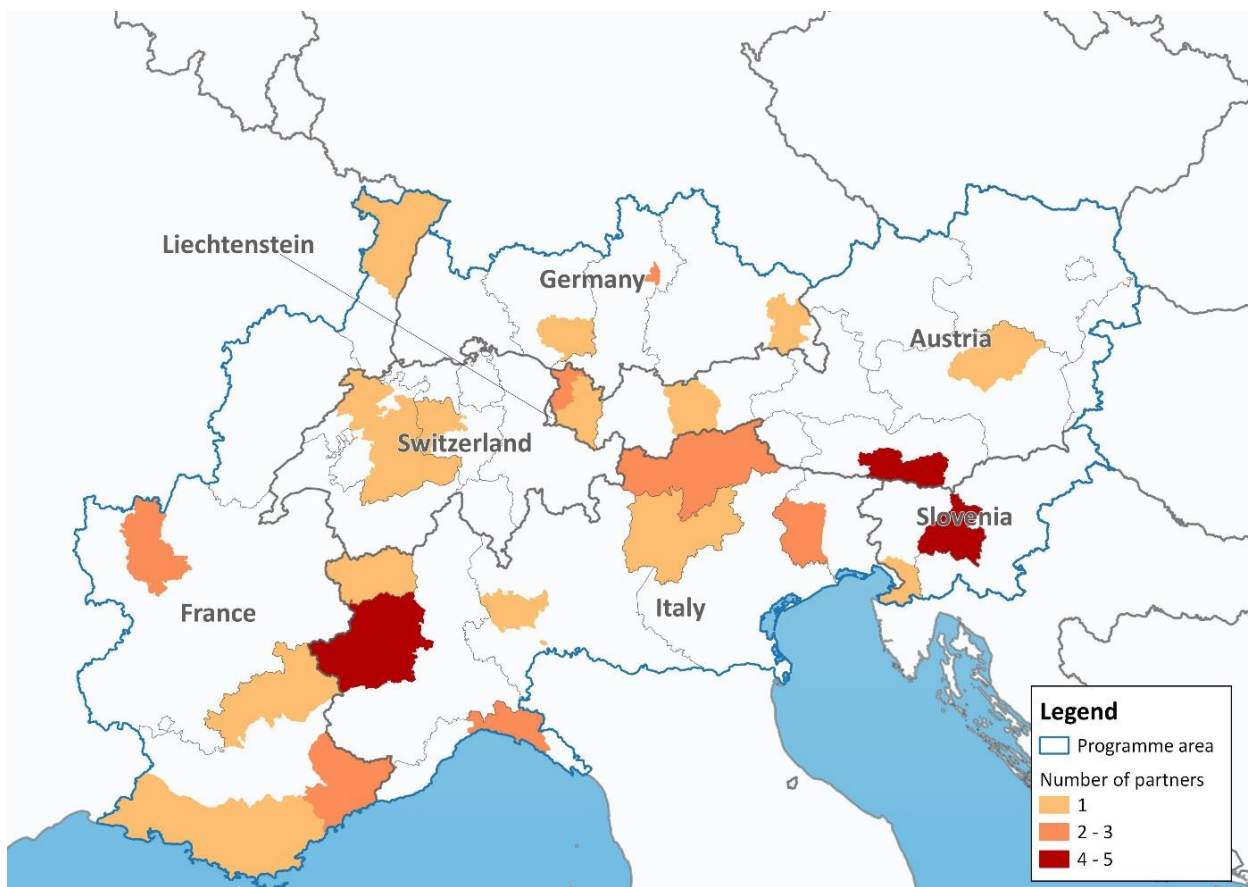 Liechtenstein
Germany
Austria
Switzerland
Slovenia
France
Italy
Legend
Programme area
Number of partners
1
2 - 3
4 - 5